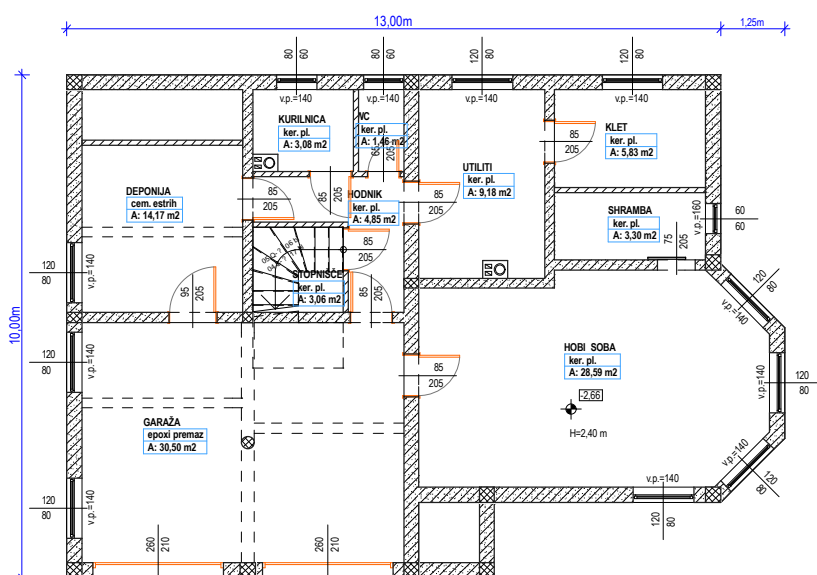 13,00m
1,25m
10,00m
80
60
80
60
120
80
120
80
v.p.=140
v.p.=140
v.p.=140
v.p.=140
KURILNICA
ker. pl.
A: 3,08 m2
WC
ker. pl.
A: 1,46 m2
65
205
KLET
ker. pl.
A: 5,83 m2
85
205
UTILITI
ker. pl.
A: 9,18 m2
DEPONIJA
cem. estrih
A: 14,17 m2
85
205
85
205
HODNIK
ker. pl.
A: 4,85 m2
85
205
SHRAMBA
ker. pl.
A: 3,30 m2
v.p.=160
60
60
75
205
85
205
STOPNIŠČE
ker. pl.
A: 3,06 m2
120
80
v.p.=140
95
205
85
205
120
80
v.p.=140
120
80
v.p.=140
HOBI SOBA
ker. pl.
A: 28,59 m2
-2,66
H=2,40 m
85
205
v.p.=140
120
80
GARAŽA
epoxi premaz
A: 30,50 m2
120
80
v.p.=140
v.p.=140
120
80
v.p.=140
120
80
260
210
260
210